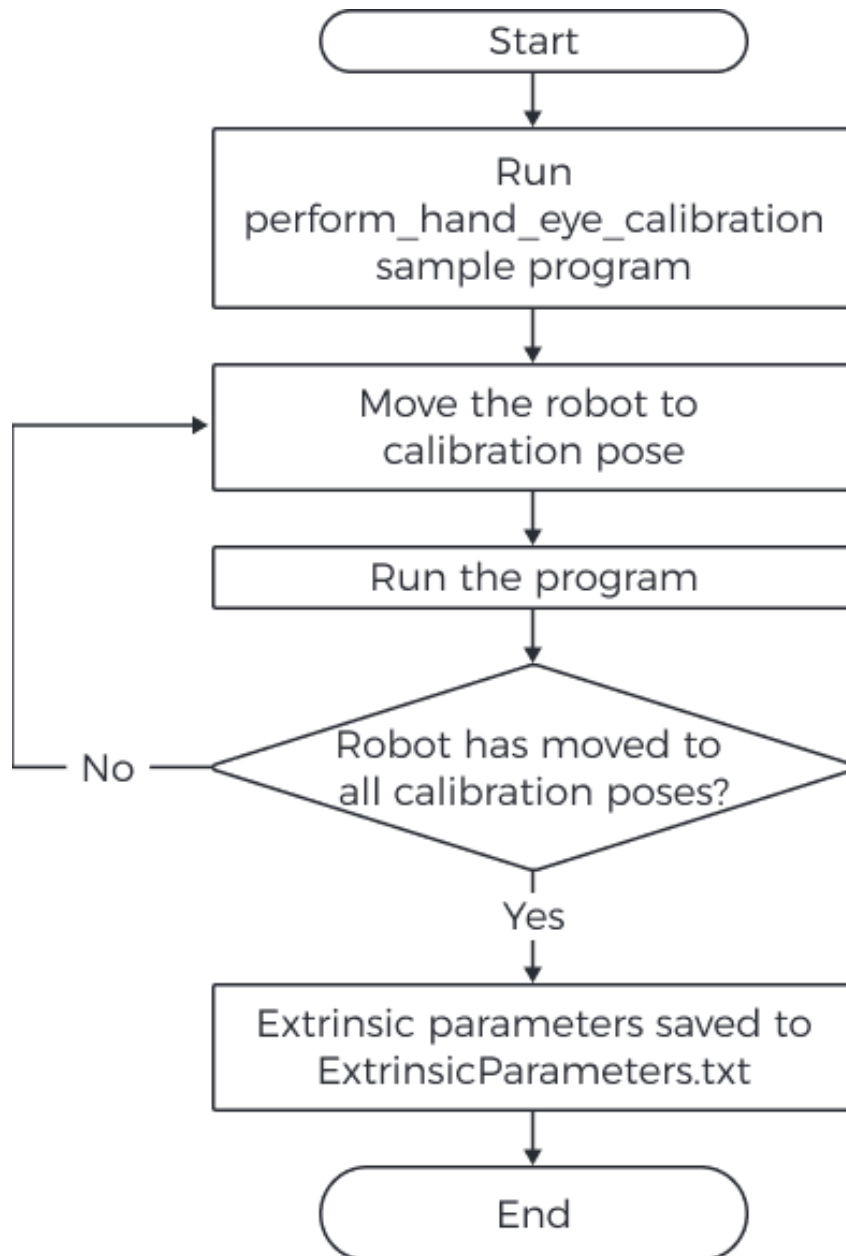 Start
Run
perform_hand_eye_calibration
sample program
Move the robot to
calibration pose
Run the program
Robot has moved to
all calibration poses?
No
Yes
Extrinsic parameters saved to
ExtrinsicParameters.txt
End